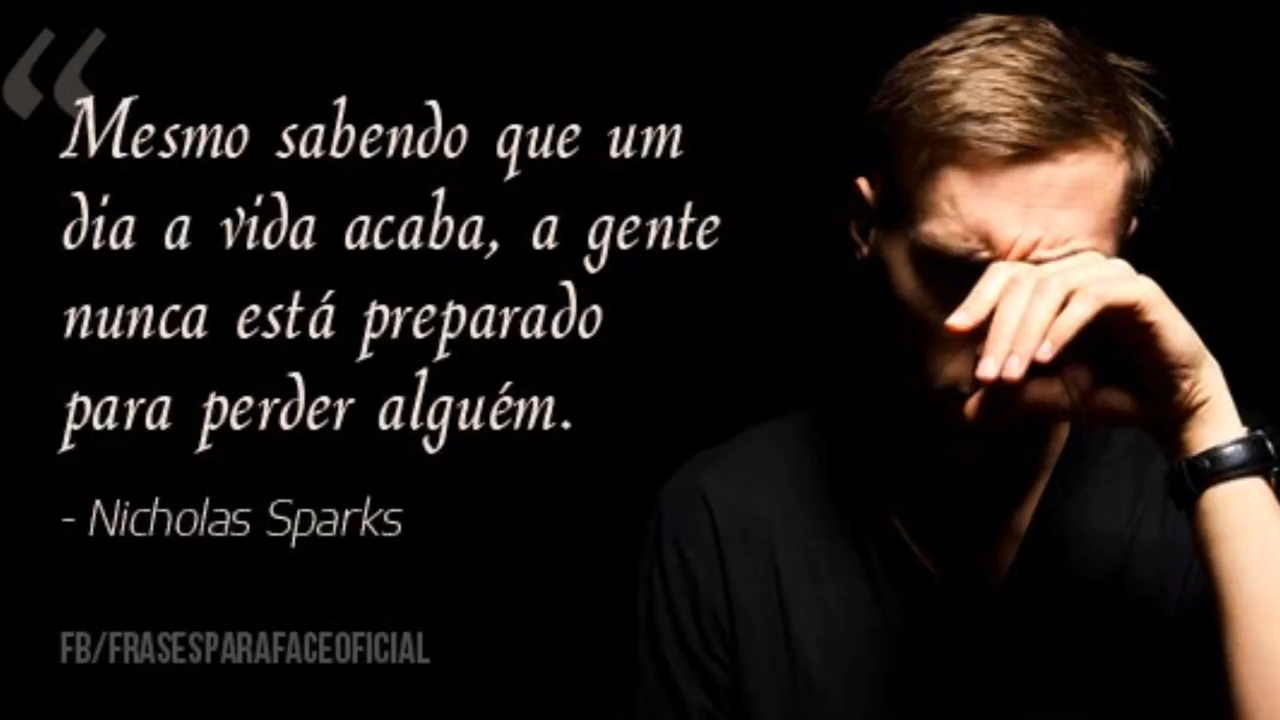 “Mesmo sabendo que um
dia a vida acaba, a gente
nunca está preparado
para perder alguém.
- Nicholas Sparks
FB/FRASESPARAFACEOFICIAL